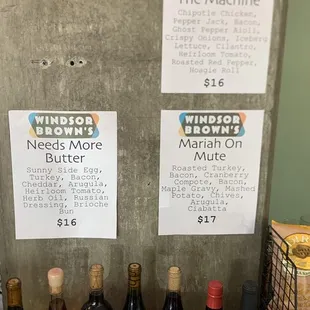 The Machine
Chipotle Chicken,
Pepper Jack, Bacon,
Ghost Pepper Aioli,
Crispy Onions, Iceberg
Lettuce, Cilantro,
Heirloom Tomato,
Roasted Red Pepper,
Hoagie Roll
$16
WINDSOR
BROWN'S
Needs More
Butter
Sunny Side Egg,
Turkey, Bacon,
Cheddar, Arugula,
Heirloom Tomato,
Herb Oil, Russian
Dressing, Brioche
Bun
$16
WINDSOR
BROWN'S
Mariah On
Mute
Roasted Turkey,
Bacon, Cranberry
Compote, Bacon,
Maple Gravy, Mashed
Potato, Chives,
Arugula,
Ciabatta
$17